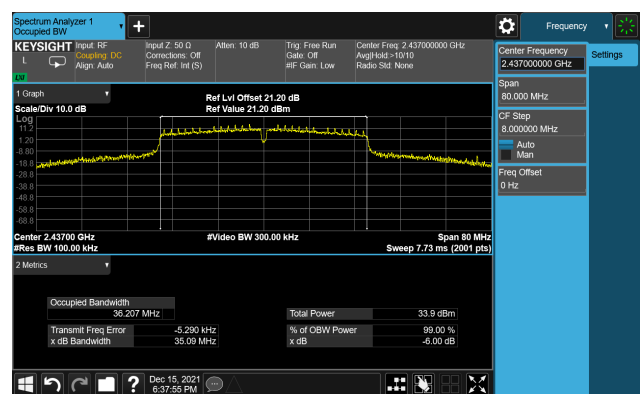 Spectrum Analyzer 1
Occupied BW
+
Frequency
KEYSIGHT
L
Input: RF
Coupling: DC
Align: Auto
Input Z: 50 Ω
Corrections: Off
Freq Ref: Int (S)
Atten: 10 dB
Trig: Free Run
Gate: Off
#IF Gain: Low
Center Freq: 2.437000000 GHz
Avg|Hold:>10/10
Radio Std: None
LXI
Center Frequency
2.437000000 GHz
Settings
Span
80.000 MHz
CF Step
8.000000 MHz
Auto
Man
Freq Offset
0 Hz
1 Graph
Scale/Div 10.0 dB
Ref Lvl Offset 21.20 dB
Ref Value 21.20 dBm
Log
11.2
1.20
-8.80
-18.8
-28.8
-38.8
-48.8
-58.8
-68.8
Center 2.43700 GHz
#Res BW 100.00 kHz
#Video BW 300.00 kHz
Span 80 MHz
Sweep 7.73 ms (2001 pts)
2 Metrics
Occupied Bandwidth
36.207 MHz
Transmit Freq Error -5.290 kHz
x dB Bandwidth 35.09 MHz
Total Power 33.9 dBm
% of OBW Power 99.00 %
x dB -6.00 dB
?
Dec 15, 2021
6:37:55 PM